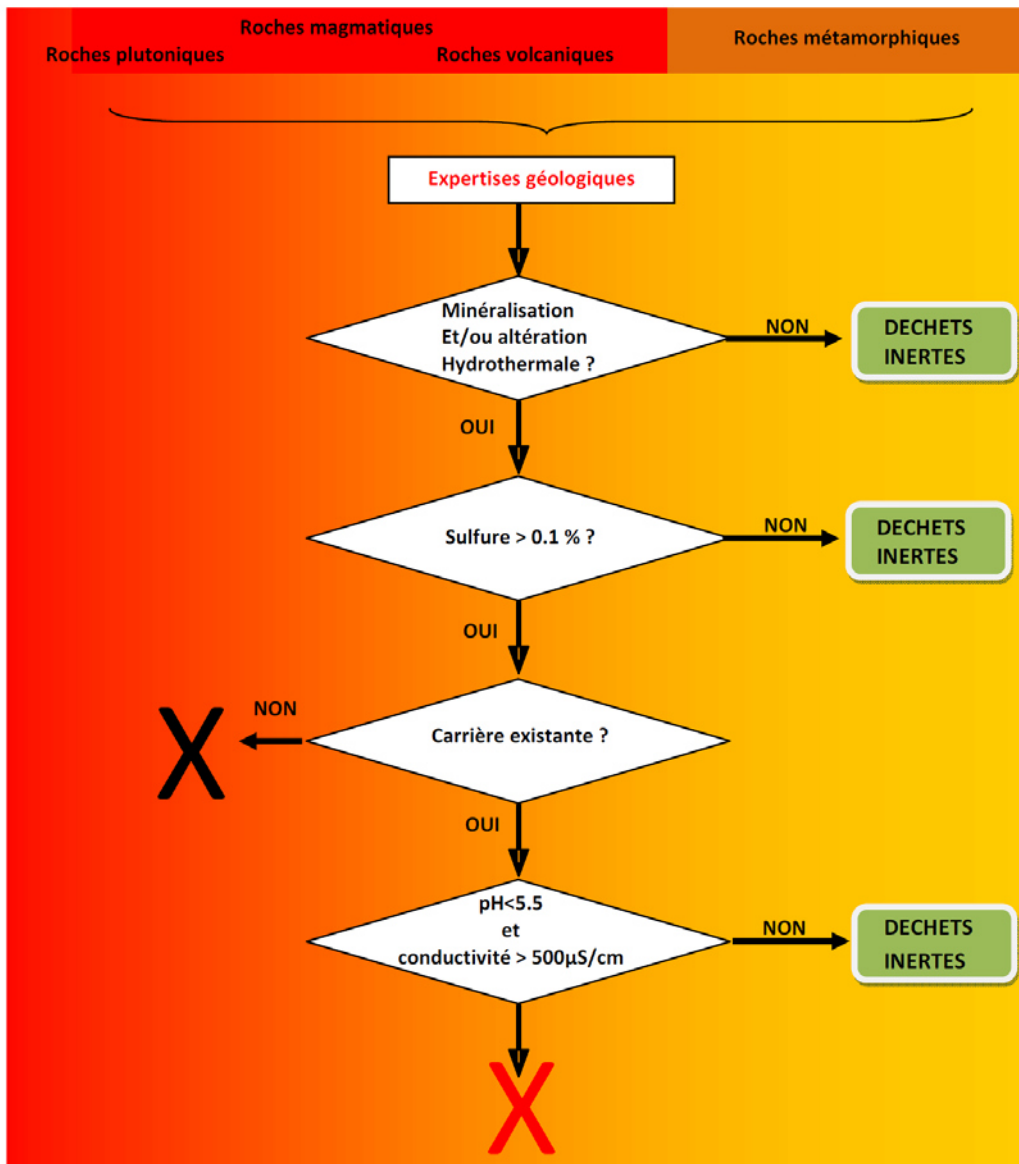 Roches magmatiques
Roches plutoniques
Roches volcaniques
Roches métamorphiques
Expertises géologiques
Minéralisation
Et/ou altération
Hydrothermale ?
NON
DECHETS
INERTES
OUI
Sulfure > 0.1 % ?
NON
DECHETS
INERTES
OUI
Carrière existante ?
NON
X
OUI
pH<5.5
et
conductivité > 500µS/cm
NON
DECHETS
INERTES
X